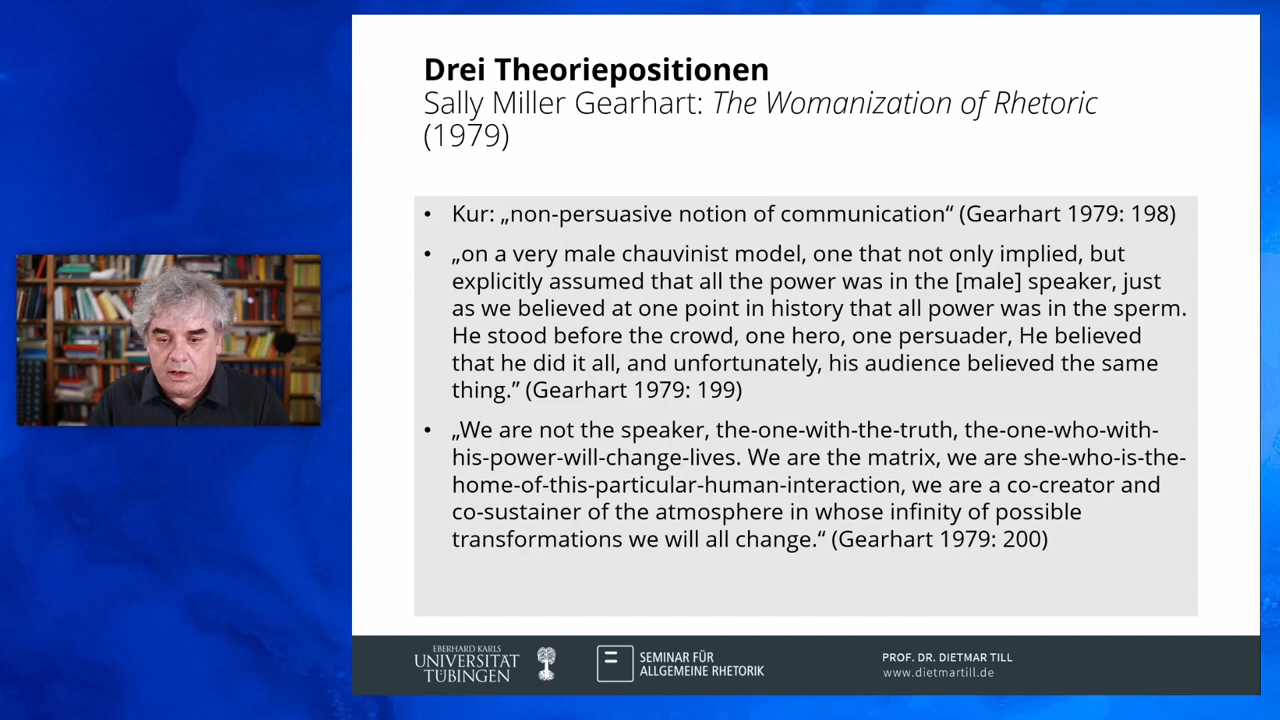 Drei Theoriepositionen
Sally Miller Gearhart: The Womanization of Rhetoric
(1979)
• Kur: „non-persuasive notion of communication“ (Gearhart 1979: 198)
• „on a very male chauvinist model, one that not only implied, but
explicitly assumed that all the power was in the [male] speaker, just
as we believed at one point in history that all power was in the sperm.
He stood before the crowd, one hero, one persuader, He believed
that he did it all, and unfortunately, his audience believed the same
thing.” (Gearhart 1979: 199)
• „We are not the speaker, the-one-with-the-truth, the-one-who-with-
his-power-will-change-lives. We are the matrix, we are she-who-is-the-
home-of-this-particular-human-interaction, we are a co-creator and
co-sustainer of the atmosphere in whose infinity of possible
transformations we will all change.“ (Gearhart 1979: 200)
EBERHARD KARLS
UNIVERSITÄT
TÜBINGEN
SEMINAR FÜR
ALLGEMEINE RHETORIK
PROF. DR. DIETMAR TILL
www.dietmartill.de